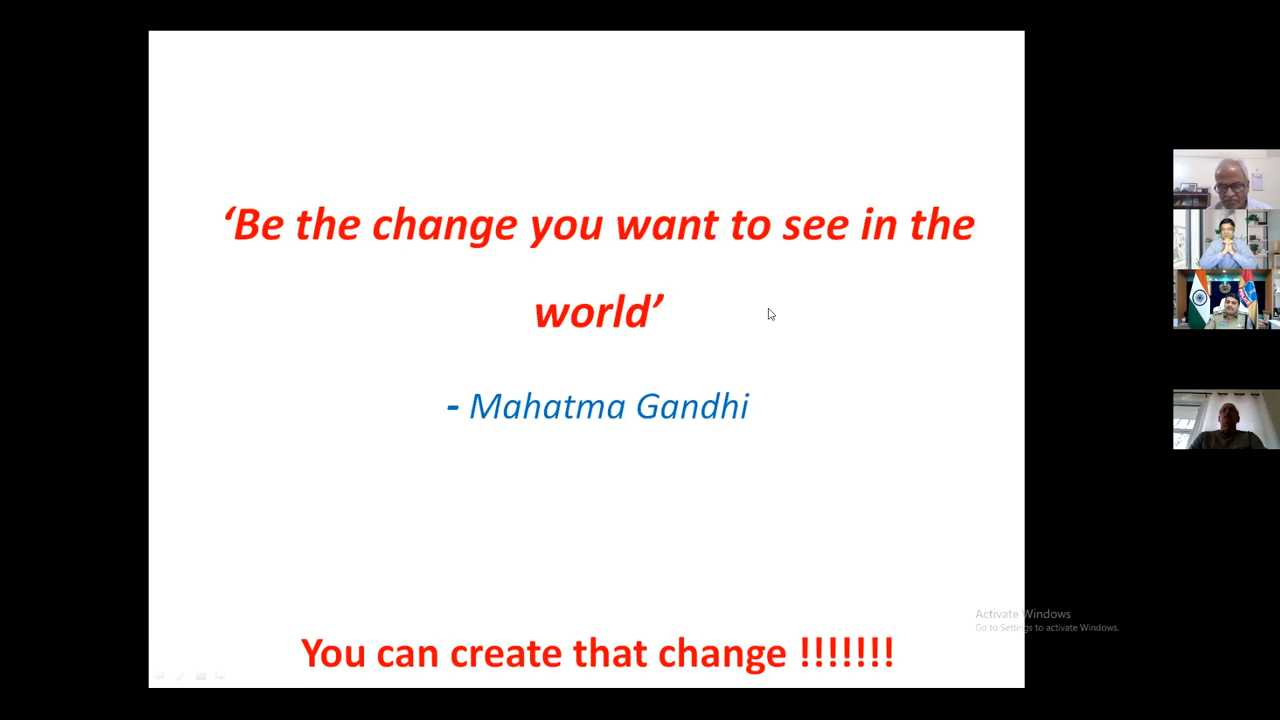 ‘Be the change you want to see in the
world’
- Mahatma Gandhi
You can create that change !!!!!!!
Activate Windows
Go to Settings to activate Windows.